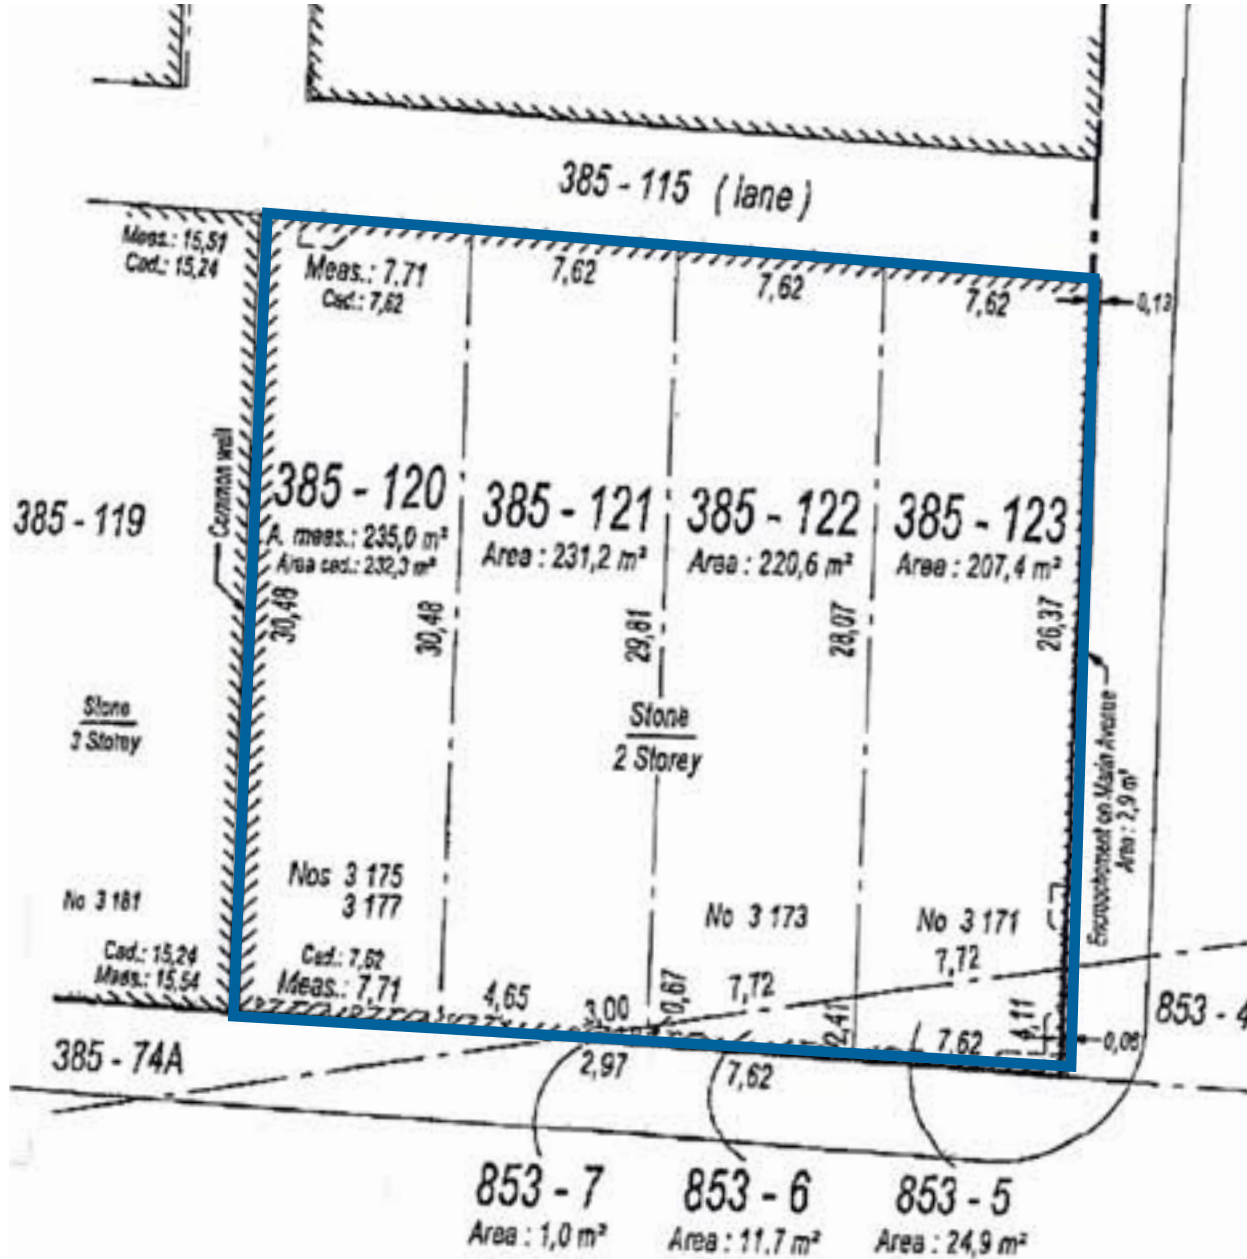 385 - 115 (lane)
Meas.: 15,51
Cad.: 15,24
Meas.: 7.71
Cad.: 7,62
7,62
7,62
7,62
0,13
Common wall
385 - 119
385 - 120
A. meas.: 235,0 m²
Area cad.: 232,3 m²
385 - 121
Area : 231,2 m²
385 - 122
Area : 220,6 m²
385 - 123
Area : 207,4 m²
30,48
30,48
29,81
28,07
26,37
Stone
Storey
Stone
2 Storey
Encroachment on Marin Avenue
Area : 2,9 m²
Nos 3 175
3 177
No 3 181
No 3 173
No 3 171
Cad.: 15,24
Meas.: 15,54
Cad.: 7,62
Meas.: 7,71
4,65
3,00
0,67
7,72
2,41
7,72
4,11
7,62
0,06
853 - 4
385 - 74A
2,97
7,62
853 - 7
Area : 1,0 m²
853 - 6
Area : 11.7 m²
853 - 5
Area : 24,9 m²